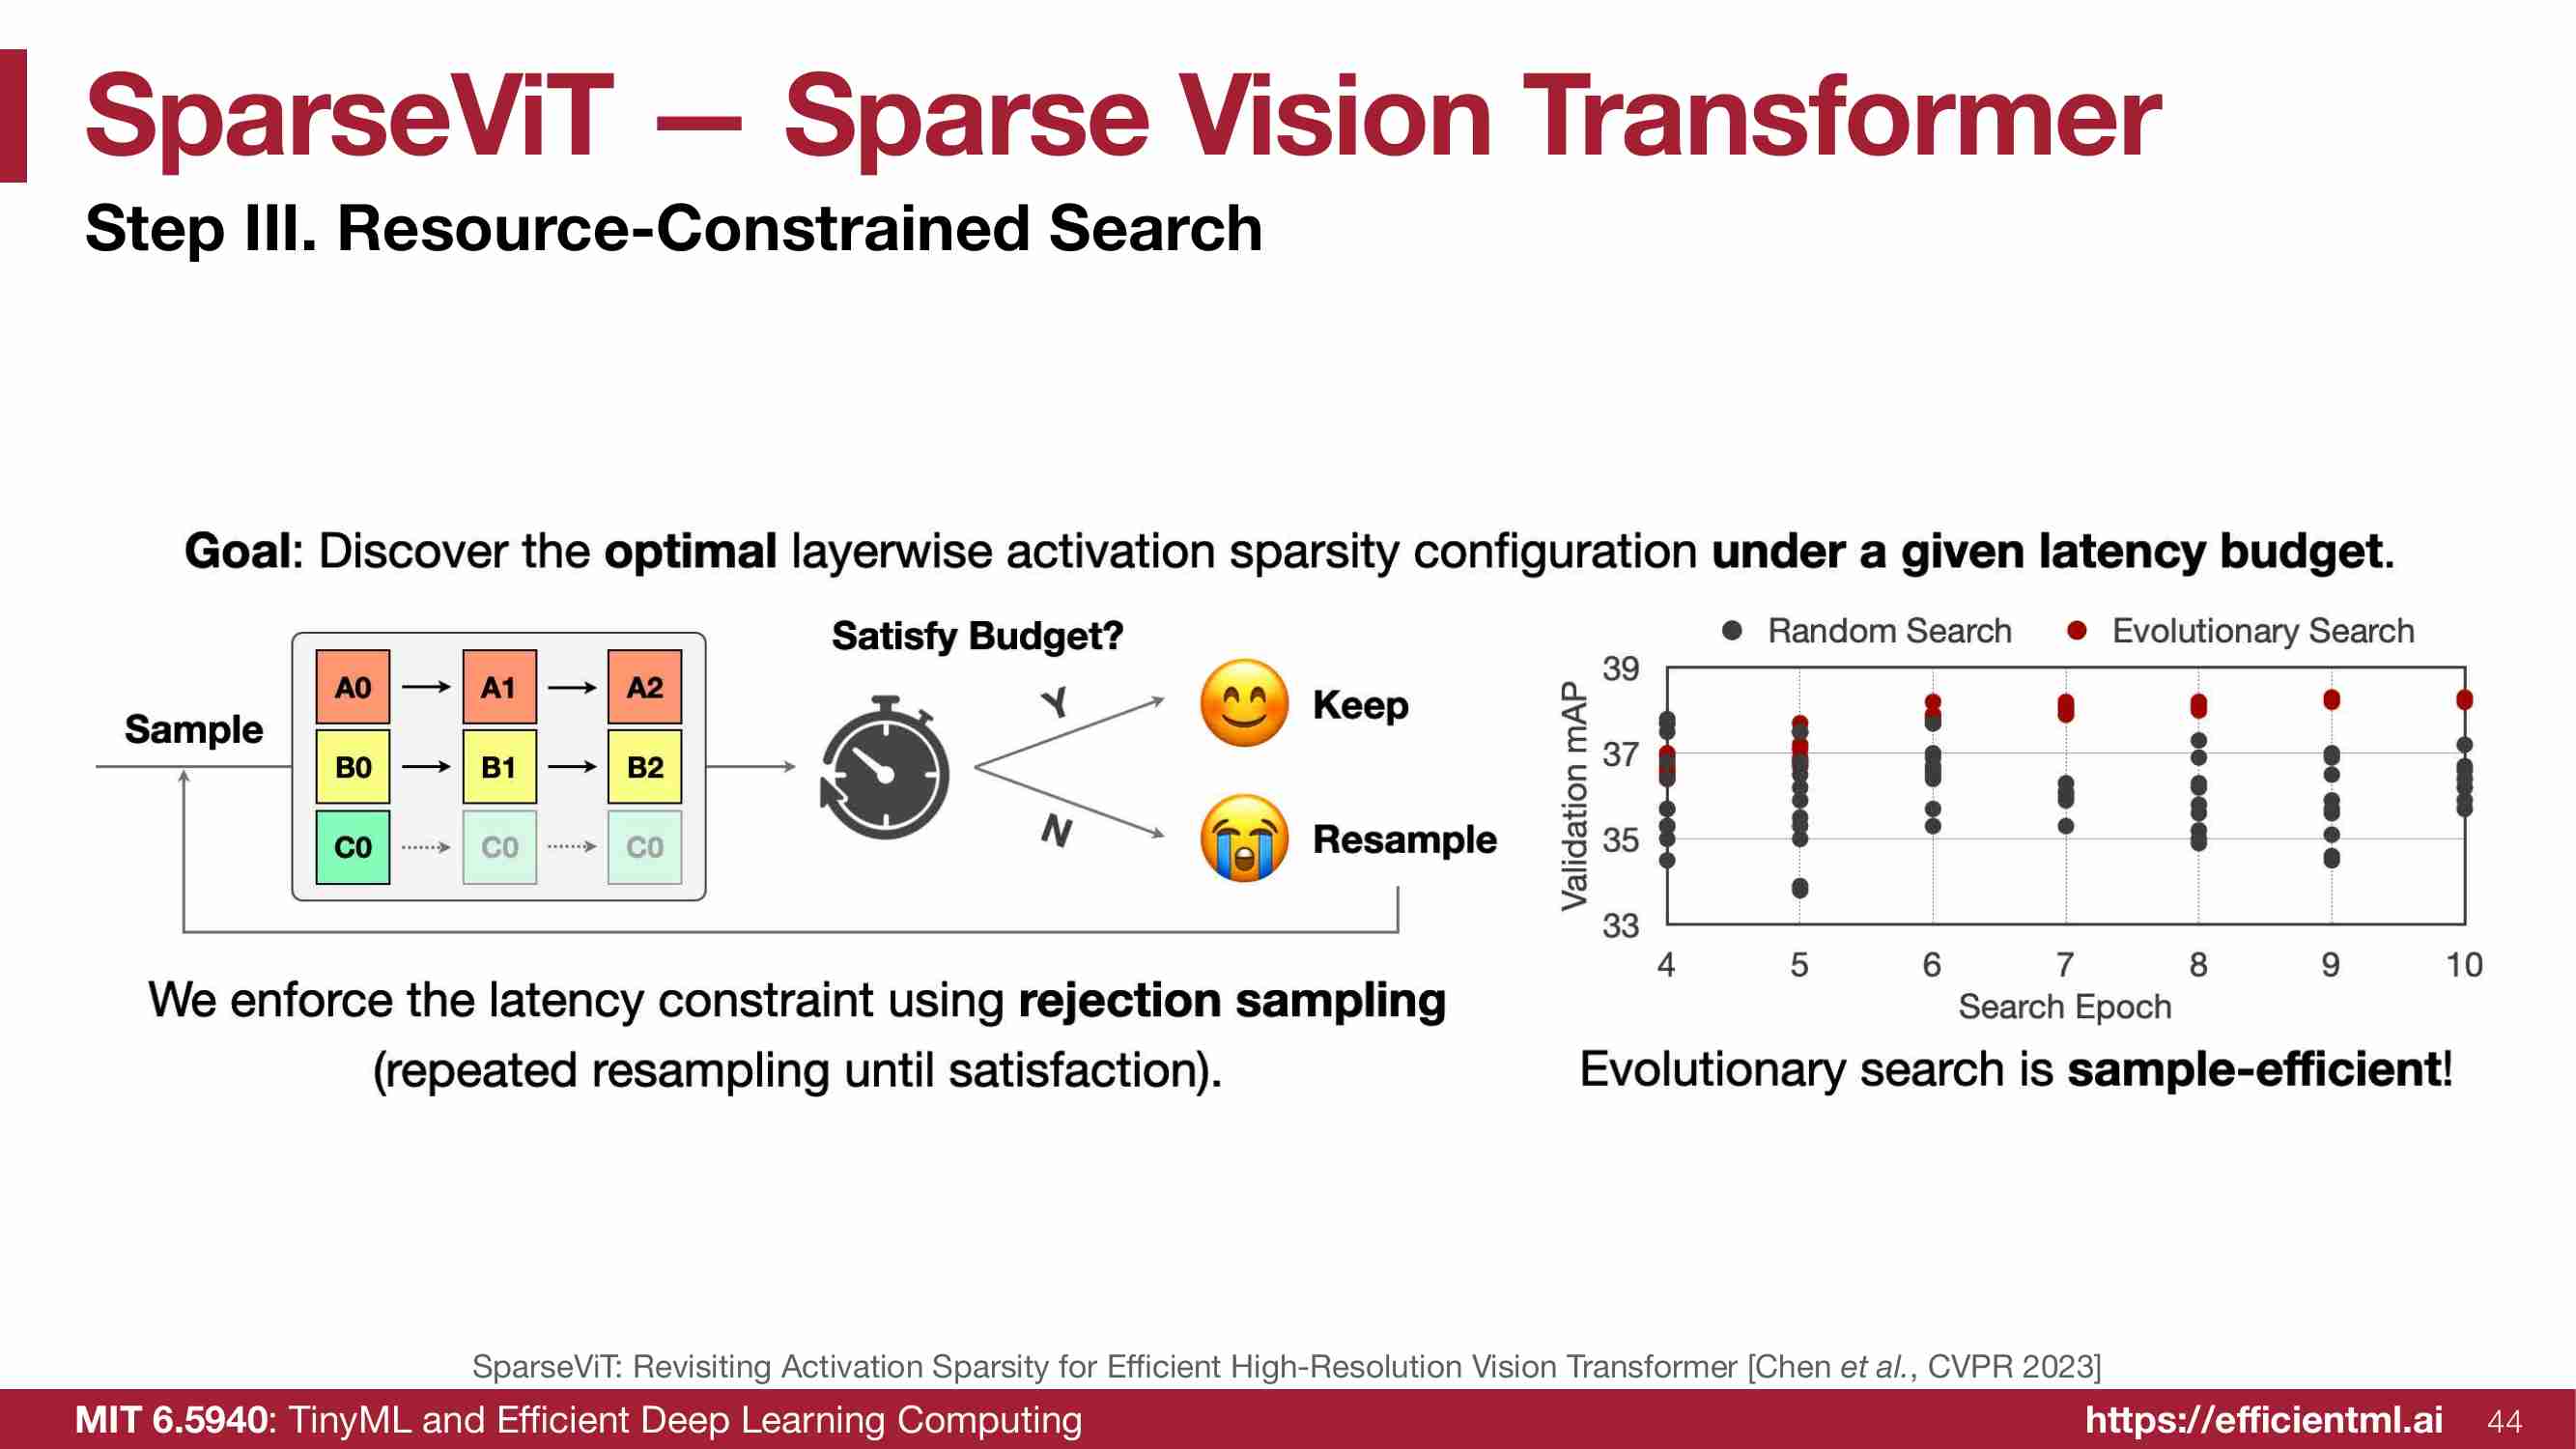 SparseViT — Sparse Vision Transformer
Step III. Resource-Constrained Search
Goal: Discover the optimal layerwise activation sparsity configuration under a given latency budget.
Sample
A0 A1 A2
B0 B1 B2
C0 C0 C0
Satisfy Budget?
Y
N
Keep
Resample
We enforce the latency constraint using rejection sampling
(repeated resampling until satisfaction).
Random Search Evolutionary Search
Validation mAP
39
37
35
33
4 5 6 7 8 9 10
Search Epoch
Evolutionary search is sample-efficient!
SparseViT: Revisiting Activation Sparsity for Efficient High-Resolution Vision Transformer [Chen et al., CVPR 2023]
MIT 6.5940: TinyML and Efficient Deep Learning Computing
https://efficientml.ai 44